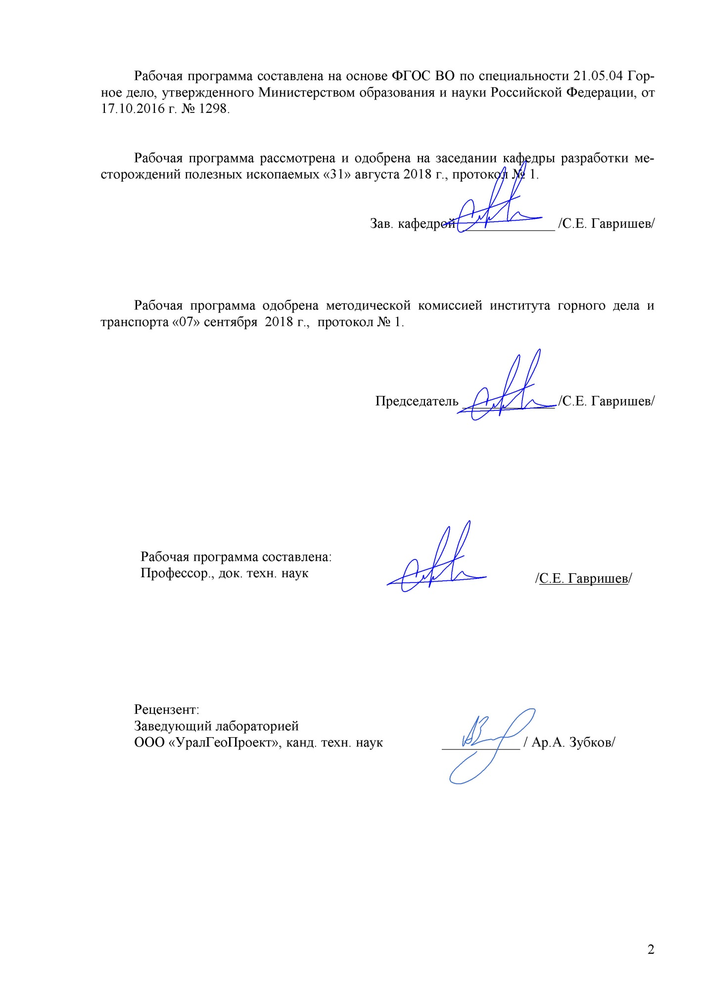 Рабочая программа составлена на основе ФГОС ВО по специальности 21.05.04 Гор-
ное дело, утвержденного Министерством образования и науки Российской Федерации, от
17.10.2016 г. № 1298.
Рабочая программа рассмотрена и одобрена на заседании кафедры разработки ме-
сторождений полезных ископаемых «31» августа 2018 г., протокол № 1.
Зав. кафедрой _____________ /С.Е. Гавришев/
Рабочая программа одобрена методической комиссией института горного дела и
транспорта «07» сентября 2018 г., протокол № 1.
Председатель _____________ /С.Е. Гавришев/
Рабочая программа составлена:
Профессор., док. техн. наук /С.Е. Гавришев/
Рецензент:
Заведующий лабораторией
ООО «УралГеоПроект», канд. техн. наук ___________ / Ар.А. Зубков/
2